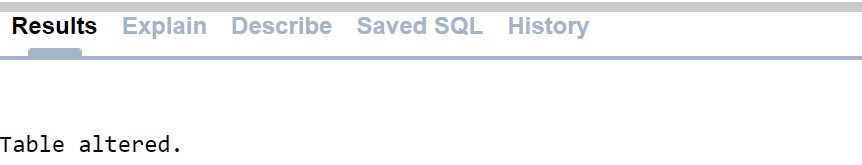 Results Explain Describe Saved SQL History
Table altered.